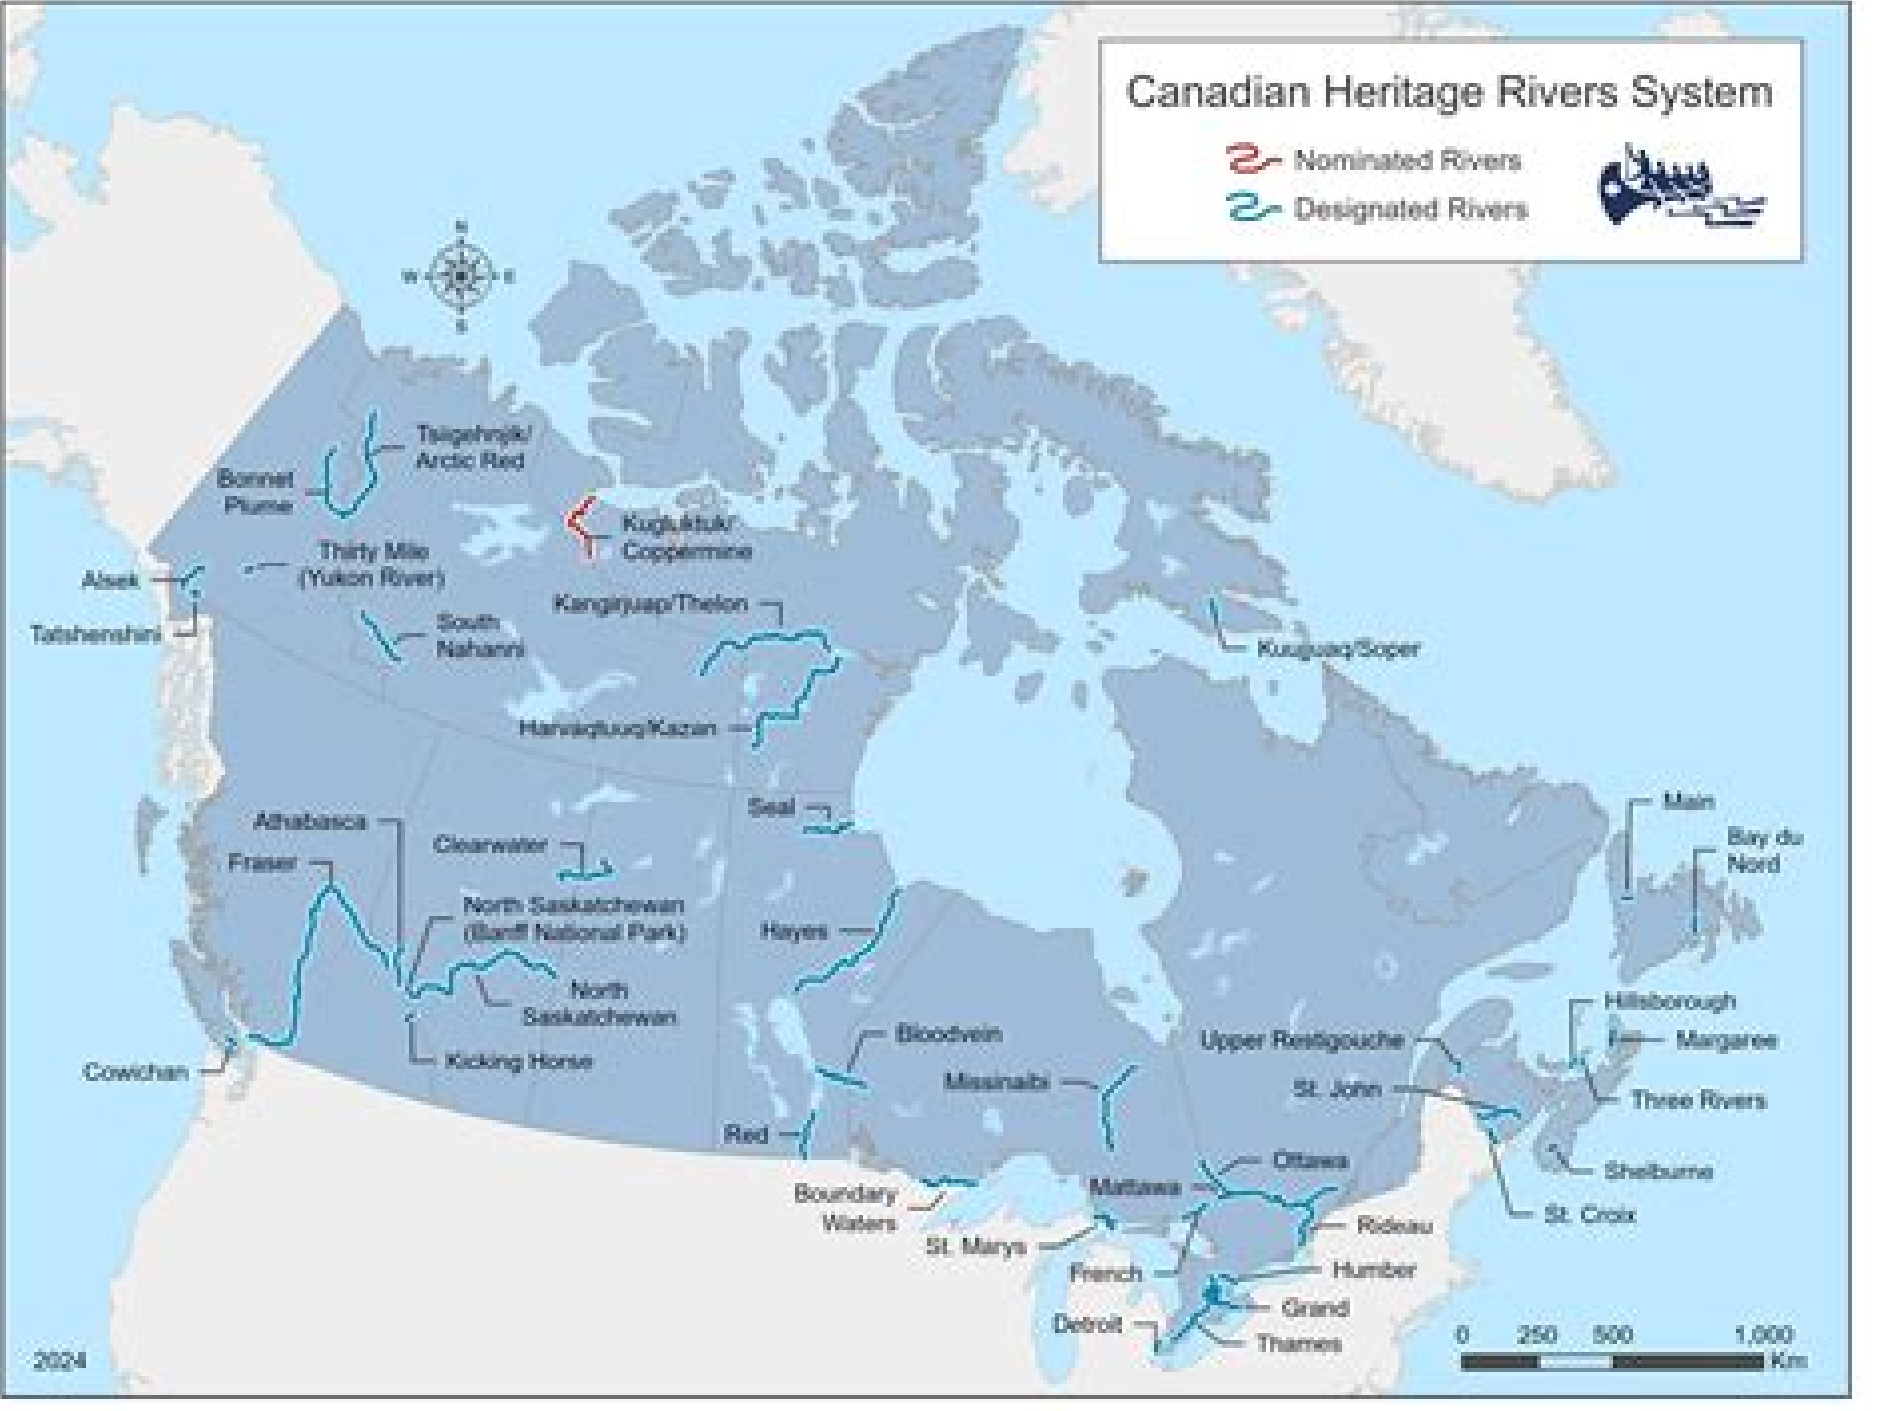 Canadian Heritage Rivers System
Nominated Rivers
Designated Rivers
N
W
E
S
Tsiigehnjik/
Arctic Red
Bonnet
Plume
Kugluktuk/
Coppermine
Thirty Mile
(Yukon River)
Alsek
Kangirjuap/Thelon
Tatshenshini
South
Nahanni
Kuujjuaq/Soper
Harvaqtuuq/Kazan
Seal
Main
Athabasca
Bay du
Nord
Clearwater
Fraser
North Saskatchewan
(Banff National Park)
Hayes
North
Saskatchewan
Hillsborough
Bloodvein
Upper Restigouche
Margaree
Kicking Horse
Cowichan
Missinaibi
St. John
Three Rivers
Red
Ottawa
Shelburne
Mattawa
Boundary
Waters
St. Croix
Rideau
St. Marys
French
Humber
Grand
Detroit
Thames
0 250 500 1,000
Km
2024